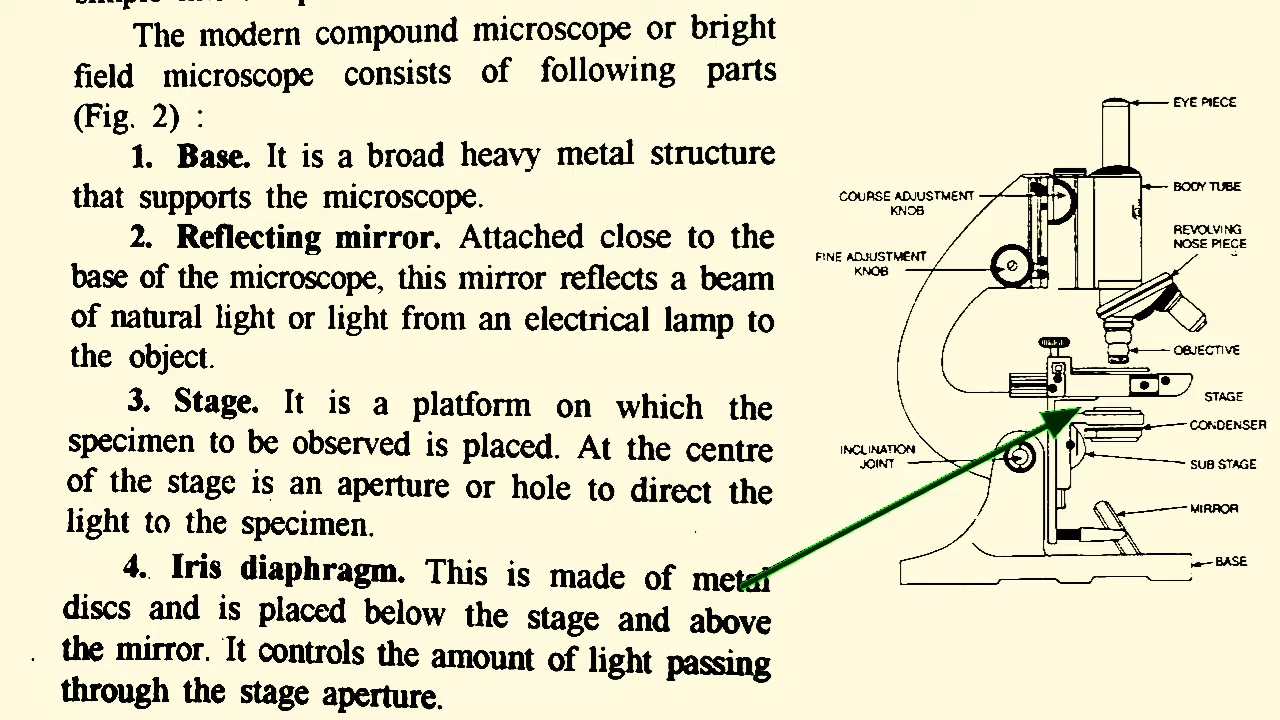 The modern compound microscope or bright
field microscope consists of following parts
(Fig. 2) :
1. Base. It is a broad heavy metal structure
that supports the microscope.
2. Reflecting mirror. Attached close to the
base of the microscope, this mirror reflects a beam
of natural light or light from an electrical lamp to
the object.
3. Stage. It is a platform on which the
specimen to be observed is placed. At the centre
of the stage is an aperture or hole to direct the
light to the specimen.
4. Iris diaphragm. This is made of metal
discs and is placed below the stage and above
the mirror. It controls the amount of light passing
through the stage aperture.
EYE PIECE
BODY TUBE
COURSE ADJUSTMENT
KNOB
REVOLVING
NOSE PIECE
FINE ADJUSTMENT
KNOB
OBJECTIVE
STAGE
CONDENSER
INCLINATION
JOINT
SUB STAGE
MIRROR
BASE